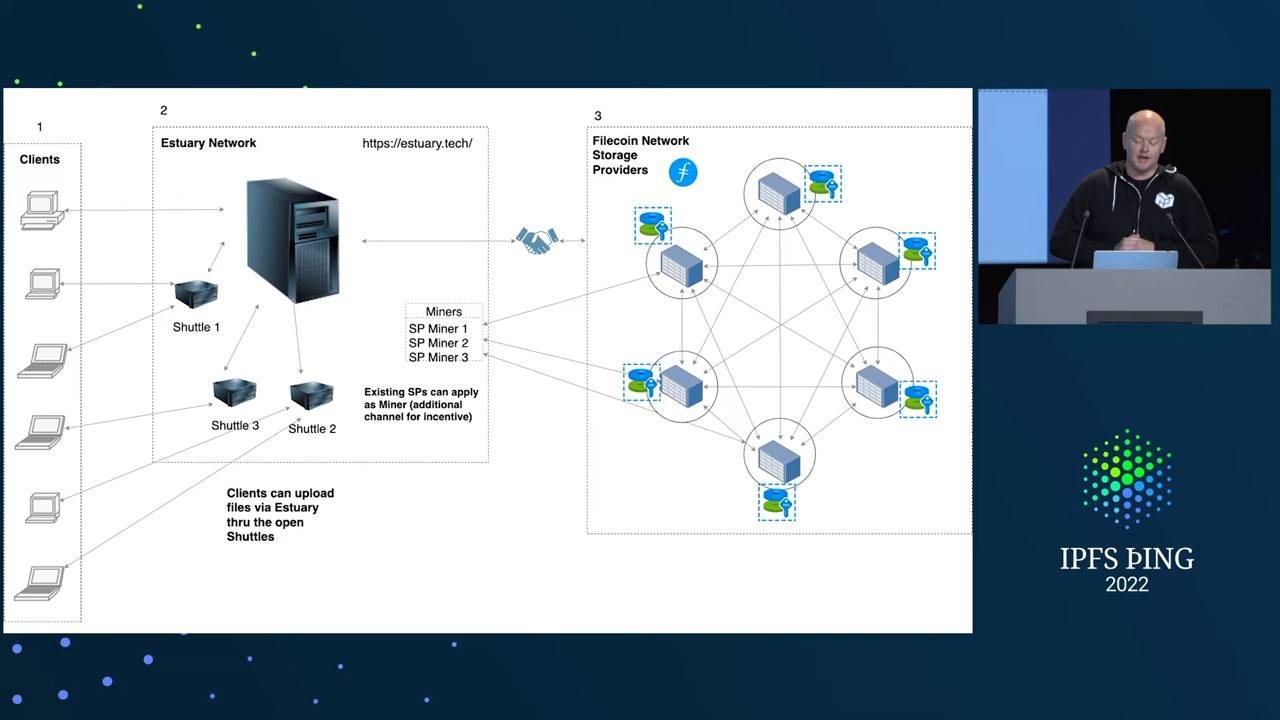 1
Clients
2
Estuary Network
https://estuary.tech/
Shuttle 1
Shuttle 3
Shuttle 2
Miners
SP Miner 1
SP Miner 2
SP Miner 3
Existing SPs can apply
as Miner (additional
channel for incentive)
Clients can upload
files via Estuary
thru the open
Shuttles
3
Filecoin Network
Storage
Providers
IPFS ÞING
2022